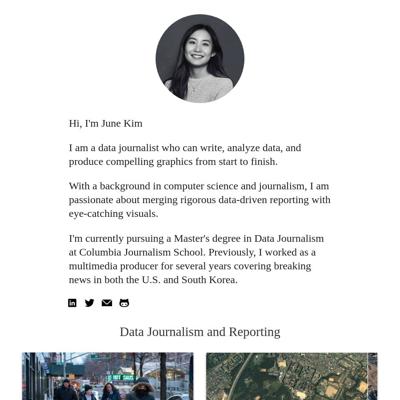 Hi, I'm June Kim
I am a data journalist who can write, analyze data, and
produce compelling graphics from start to finish.
With a background in computer science and journalism, I am
passionate about merging rigorous data-driven reporting with
eye-catching visuals.
I'm currently pursuing a Master's degree in Data Journalism
at Columbia Journalism School. Previously, I worked as a
multimedia producer for several years covering breaking
news in both the U.S. and South Korea.
Data Journalism and Reporting